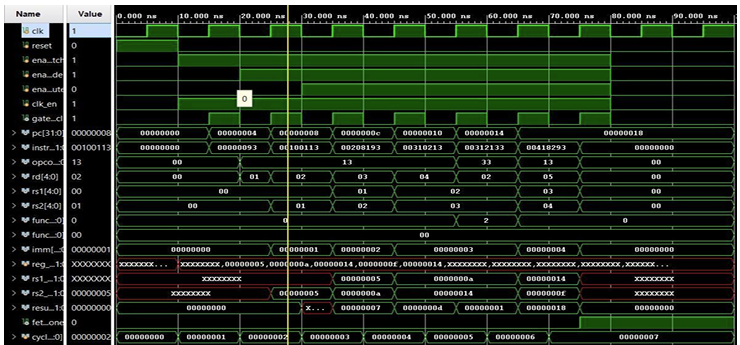 Name Value 0.000 ns 10.000 ns 20.000 ns 30.000 ns 40.000 ns 50.000 ns 60.000 ns 70.000 ns 80.000 ns 90.000 ns
clk 1
reset 0
ena...tch 1
ena...de 1
ena...ute 0
clk_en 1 0
gate...cl 1
pc[31:0] 00000008 00000000 00000004 00000008 0000000c 00000010 00000014 00000018
instr...1:0] 00100113 00000000 00000093 00100113 00208193 00310213 00312133 00418293 00000000
opco...:0] 13 00 13 33 13 00
rd[4:0] 02 00 01 02 03 04 02 05 00
rs1[4:0] 00 00 01 02 03 00
rs2[4:0] 01 00 01 02 03 04 00
func...:0] 0 0 2 0
func...:0] 00 00
imm[...:0] 00000001 00000000 00000001 00000002 00000003 00000004 00000000
reg_...1:0] XXXXXXX XXXXXXX... XXXXXXXX,00000005,0000000a,00000014,0000000f,00000014,XXXXXXXX,XXXXXXXX,XXXXXXXX,XXXXXXXX,XXXXXX...
rs1_...1:0] XXXXXXX XXXXXXXX 00000005 0000000a 00000014 XXXXXXXX
rs2_...1:0] 00000005 XXXXXXXX 00000005 0000000a 00000014 0000000f XXXXXXXX
resu...1:0] 00000000 00000000 X... 00000007 00000004 00000001 00000018 00000000
fet...one 0
cycl...:0] 00000002 00000000 00000001 00000002 00000003 00000004 00000005 00000006 00000007